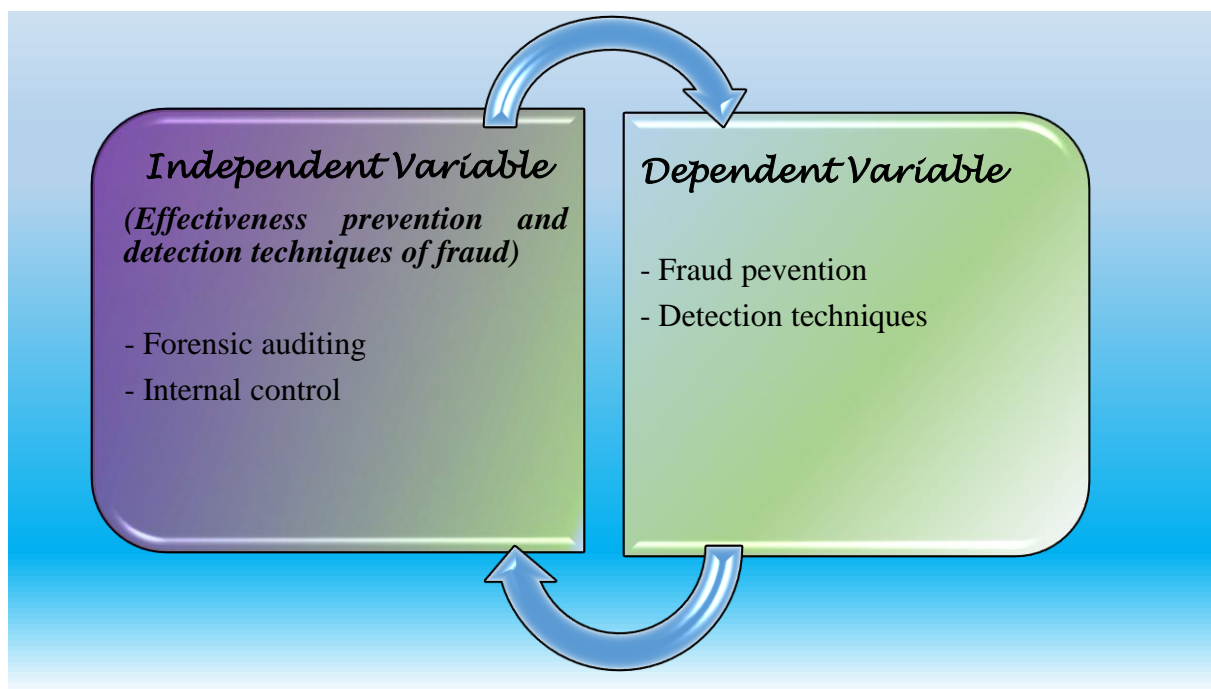 Independent Variable
(Effectiveness prevention and
detection techniques of fraud)
- Forensic auditing
- Internal control
Dependent Variable
- Fraud pevention
- Detection techniques